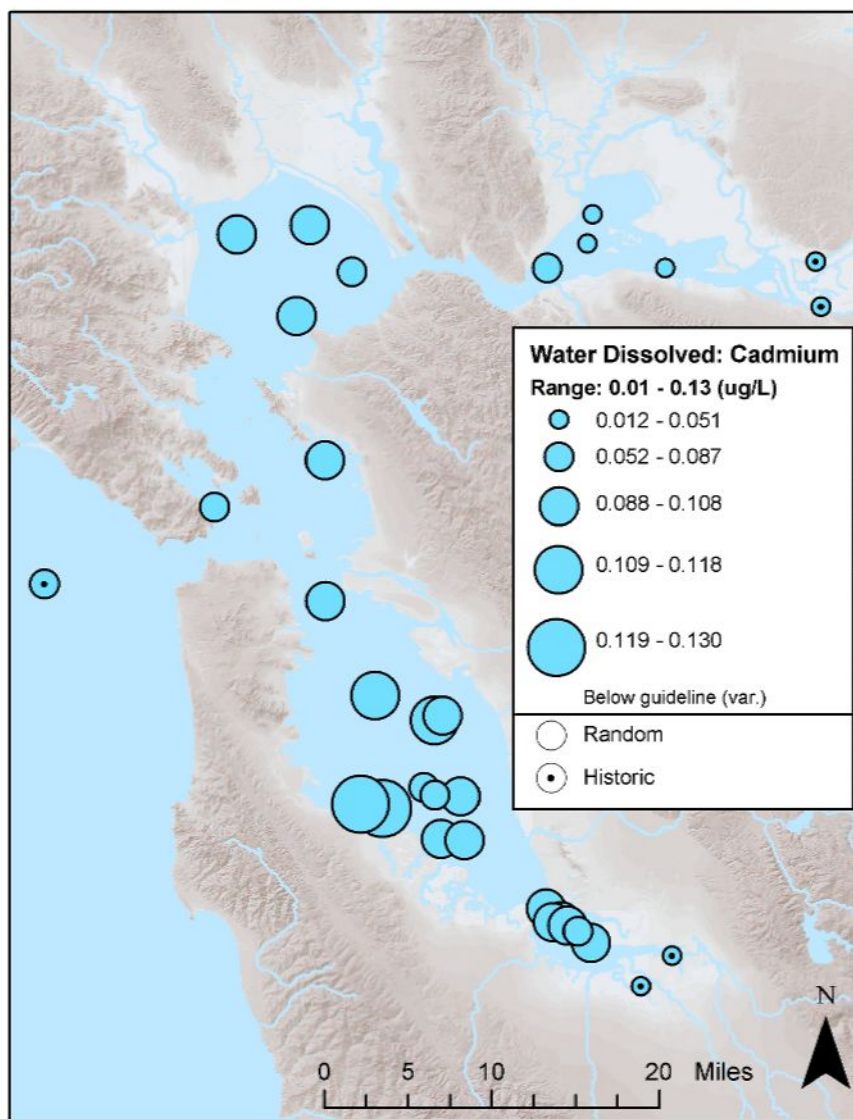 Water Dissolved: Cadmium
Range: 0.01 - 0.13 (ug/L)
0.012 - 0.051
0.052 - 0.087
0.088 - 0.108
0.109 - 0.118
0.119 - 0.130
Below guideline (var.)
Random
Historic
N
0 5 10 20 Miles